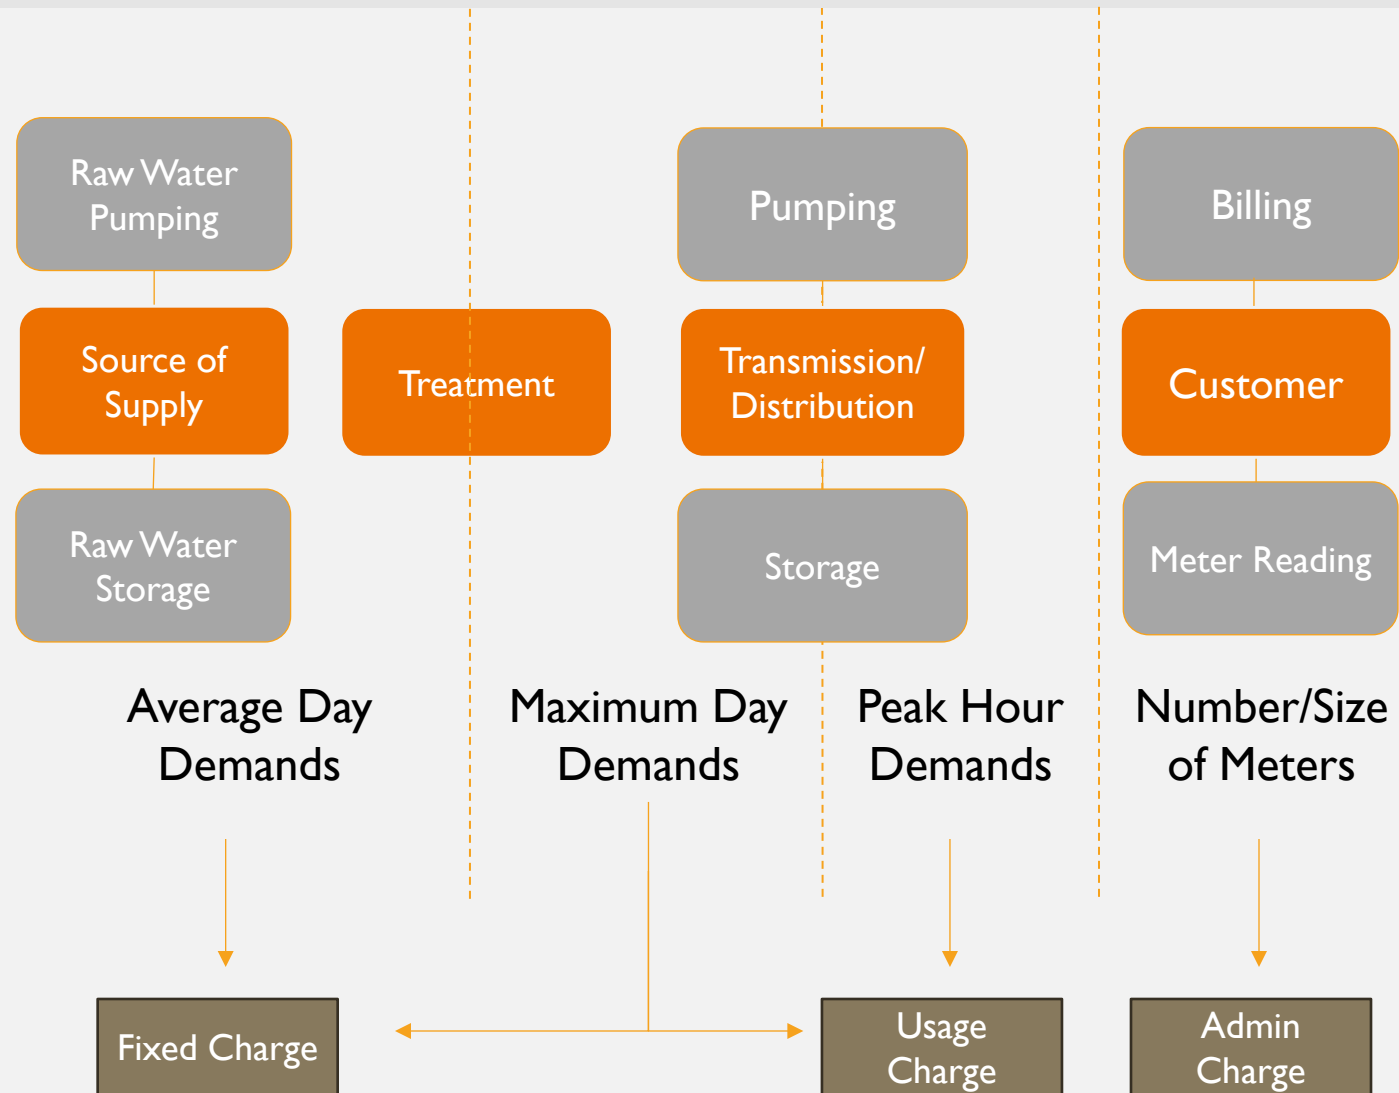 Raw Water
Pumping
Pumping
Billing
Source of
Supply
Treatment
Transmission/
Distribution
Customer
Raw Water
Storage
Storage
Meter Reading
Average Day
Demands
Maximum Day
Demands
Peak Hour
Demands
Number/Size
of Meters
Fixed Charge
Usage
Charge
Admin
Charge